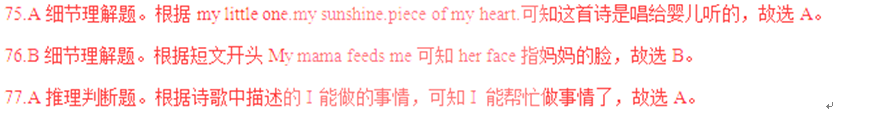 75.A 细节理解题。根据 my little one.my sunshine.piece of my heart.可知这首诗是唱给婴儿听的，故选 A。
76.B 细节理解题。根据短文开头 My mama feeds me 可知 her face 指妈妈的脸，故选 B。
77.A 推理判断题。根据诗歌中描述的 I 能做的事情，可知 I 能帮忙做事情了，故选 A。